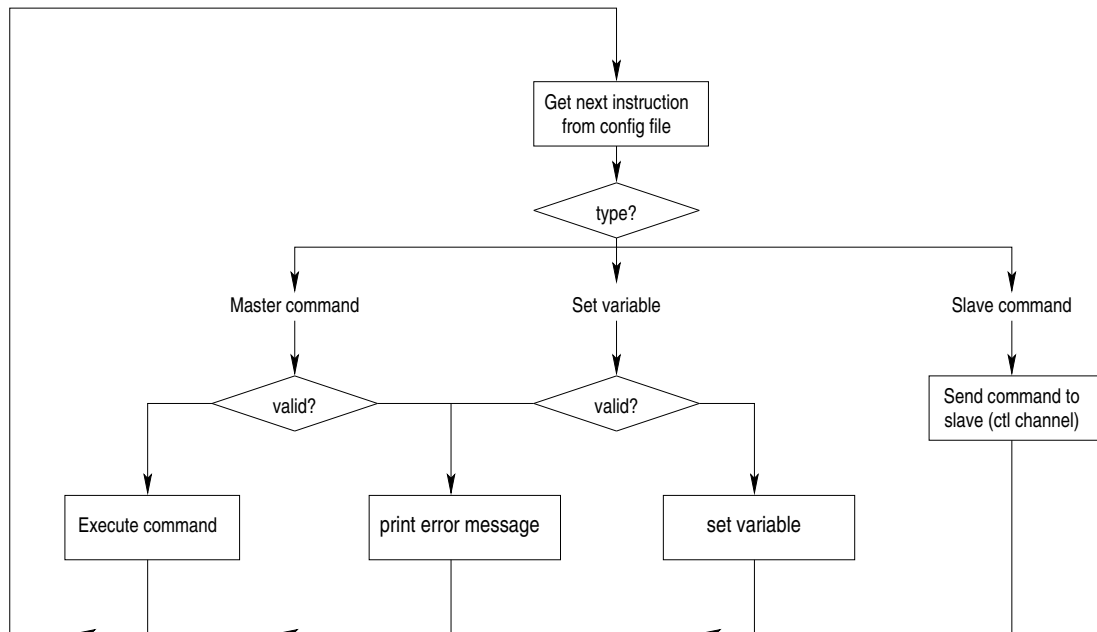 Get next instruction
from config file
type?
Master command
Set variable
Slave command
valid?
valid?
Send command to
slave (ctl channel)
Execute command
print error message
set variable